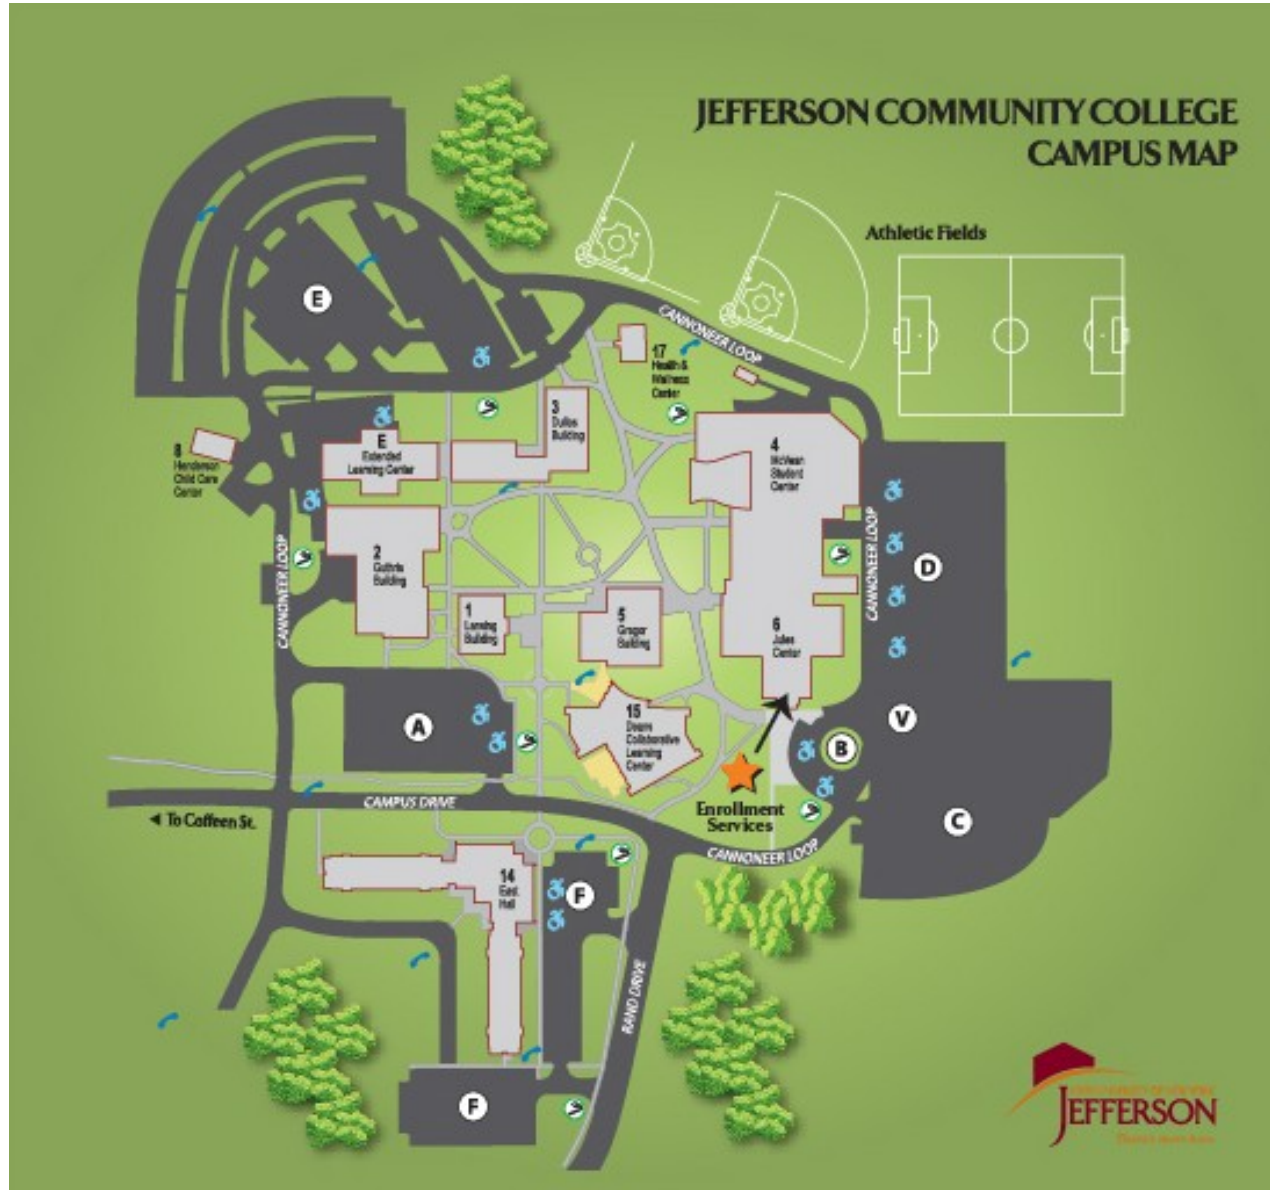 JEFFERSON COMMUNITY COLLEGE
CAMPUS MAP
Athletic Fields
CANNONEER LOOP
17
Health &
Wellness
Center
E
3
Dulles
Building
E
Extended
Learning Center
8
Henderson
Child Care
Center
4
McVean
Student
Center
2
Guthrie
Building
CANNONEER LOOP
CANNONEER LOOP
D
1
Lansing
Building
5
Gregor
Building
6
Jules
Center
A
15
Deans
Collaborative
Learning
Center
V
B
C
Enrollment
Services
CAMPUS DRIVE
To Coffeen St.
CANNONEER LOOP
14
East
Hall
F
RAND DRIVE
F
JEFFERSON